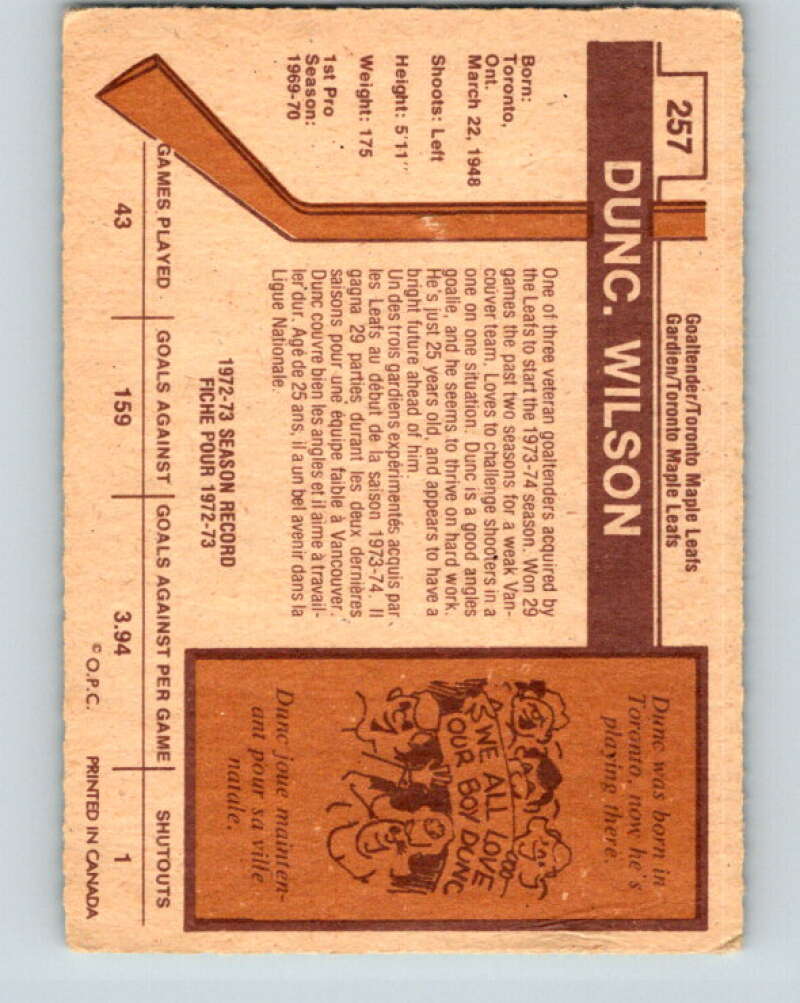 257
DUNC. WILSON
Goaltender/Toronto Maple Leafs
Gardien/Toronto Maple Leafs
Born:
Toronto,
Ont.
March 22, 1948
Shoots: Left
Height: 5'11"
Weight: 175
1st Pro
Season:
1969-70
One of three veteran goaltenders acquired by
the Leafs to start the 1973-74 season. Won 29
games the past two seasons for a weak Van-
couver team. Loves to challenge shooters in a
one on one situation. Dunc is a good angles
goalie, and he seems to thrive on hard work.
He's just 25 years old, and appears to have a
bright future ahead of him.
Un des trois gardiens expérimentés acquis par
les Leafs au début de la saison 1973-74. Il
gagna 29 parties durant les deux dernières
saisons pour une équipe faible à Vancouver.
Dunc couvre bien les angles et il aime à travail-
ler dur. Agé de 25 ans, il a un bel avenir dans la
Ligue Nationale.
Dunc was born in
Toronto, now he's
playing there.
WE ALL LOVE
OUR BOY DUNC
Dunc joue mainten-
ant pour sa ville
natale.
1972-73 SEASON RECORD
FICHE POUR 1972-73
GAMES PLAYED GOALS AGAINST GOALS AGAINST PER GAME SHUTOUTS
43 159 3.94 1
© O.P.C. PRINTED IN CANADA